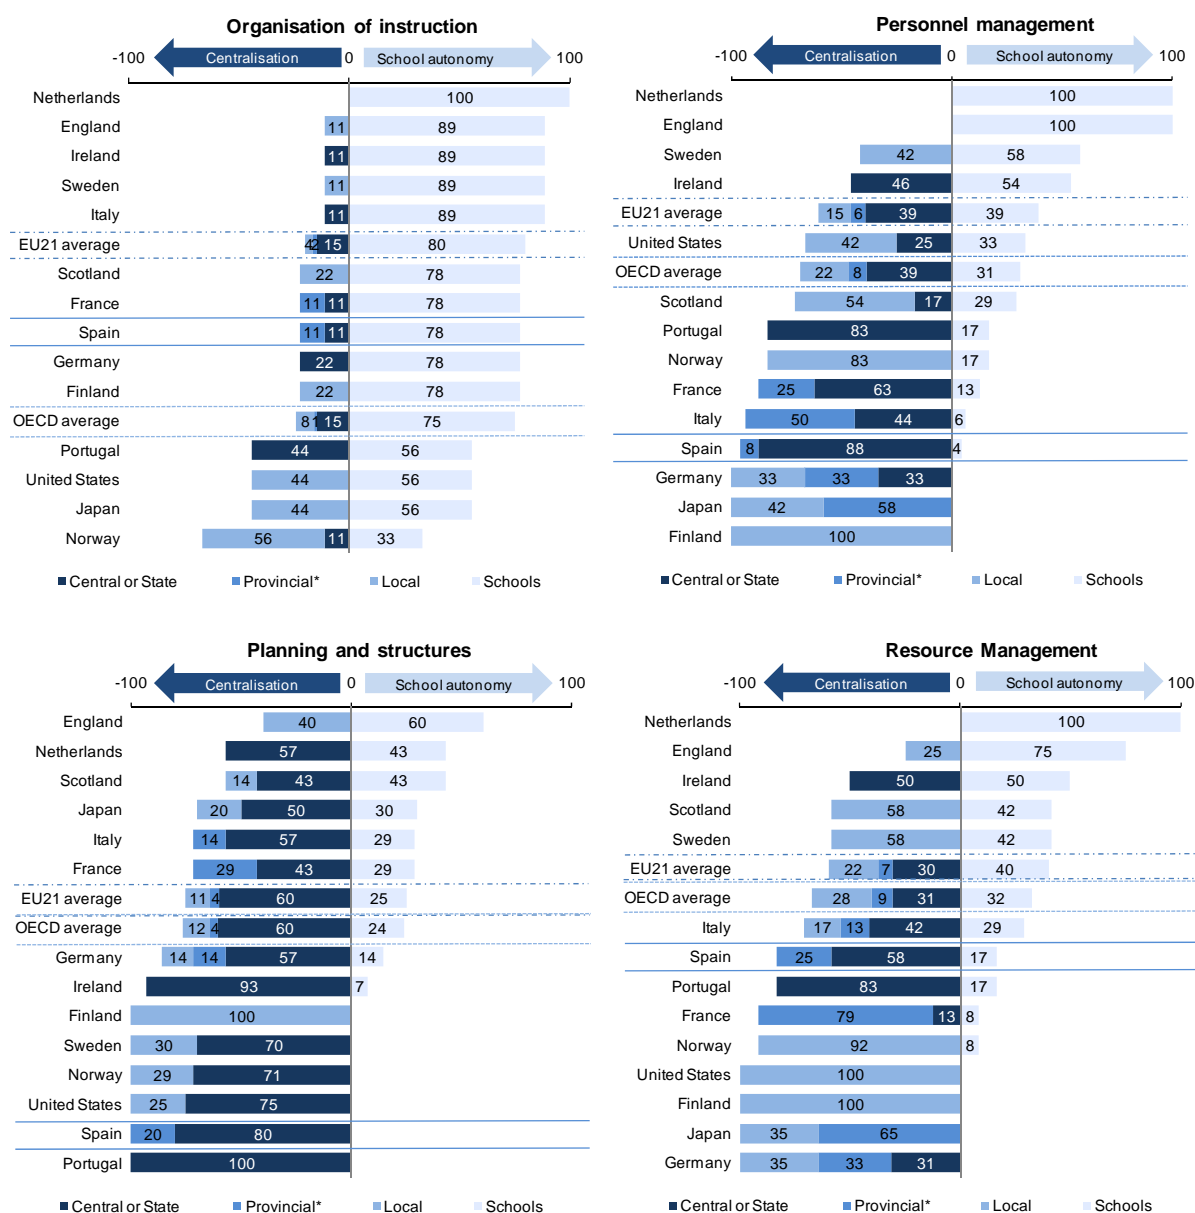 Organisation of instruction
-100 Centralisation 0 School autonomy 100
Netherlands 100
England 11 89
Ireland 11 89
Sweden 11 89
Italy 11 89
EU21 average 4 2 15 80
Scotland 22 78
France 11 11 78
Spain 11 11 78
Germany 22 78
Finland 22 78
OECD average 8 1 15 75
Portugal 44 56
United States 44 56
Japan 44 56
Norway 56 11 33
Central or State Provincial* Local Schools
Personnel management
-100 Centralisation 0 School autonomy 100
Netherlands 100
England 100
Sweden 42 58
Ireland 46 54
EU21 average 15 6 39 39
United States 42 25 33
OECD average 22 8 39 31
Scotland 54 17 29
Portugal 83 17
Norway 83 17
France 25 63 13
Italy 50 44 6
Spain 8 88 4
Germany 33 33 33
Japan 42 58
Finland 100
Central or State Provincial* Local Schools
Planning and structures
-100 Centralisation 0 School autonomy 100
England 40 60
Netherlands 57 43
Scotland 14 43 43
Japan 20 50 30
Italy 14 57 29
France 29 43 29
EU21 average 11 4 60 25
OECD average 12 4 60 24
Germany 14 14 57 14
Ireland 93 7
Finland 100
Sweden 30 70
Norway 29 71
United States 25 75
Spain 20 80
Portugal 100
Central or State Provincial* Local Schools
Resource Management
-100 Centralisation 0 School autonomy 100
Netherlands 100
England 25 75
Ireland 50 50
Scotland 58 42
Sweden 58 42
EU21 average 22 7 30 40
OECD average 28 9 31 32
Italy 17 13 42 29
Spain 25 58 17
Portugal 83 17
France 79 13 8
Norway 92 8
United States 100
Finland 100
Japan 35 65
Germany 35 33 31
Central or State Provincial* Local Schools